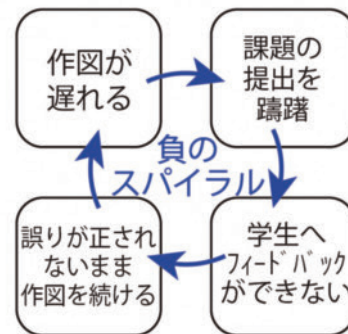 作図が
遅れる
課題の
提出を
躊躇
負の
スパイラル
学生へ
ﾌｨｰﾄﾞﾊﾞｯｸ
ができない
誤りが正され
ないまま
作図を続ける